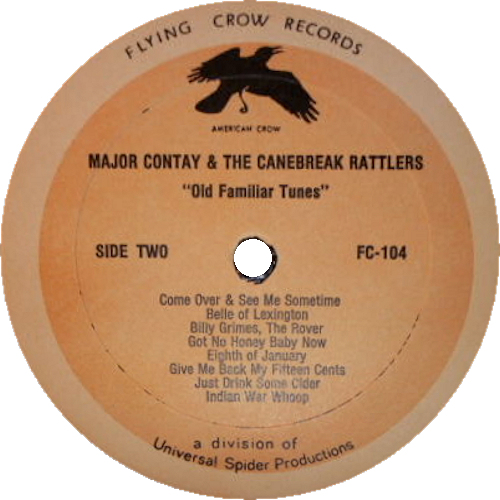 FLYING CROW RECORDS
AMERICAN CROW
MAJOR CONTAY & THE CANEBREAK RATTLERS
"Old Familiar Tunes"
SIDE TWO FC-104
Come Over & See Me Sometime
Belle of Lexington
Billy Grimes, The Rover
Got No Honey Baby Now
Eighth of January
Give Me Back My Fifteen Cents
Just Drink Some Cider
Indian War Whoop
a division of
Universal Spider Productions